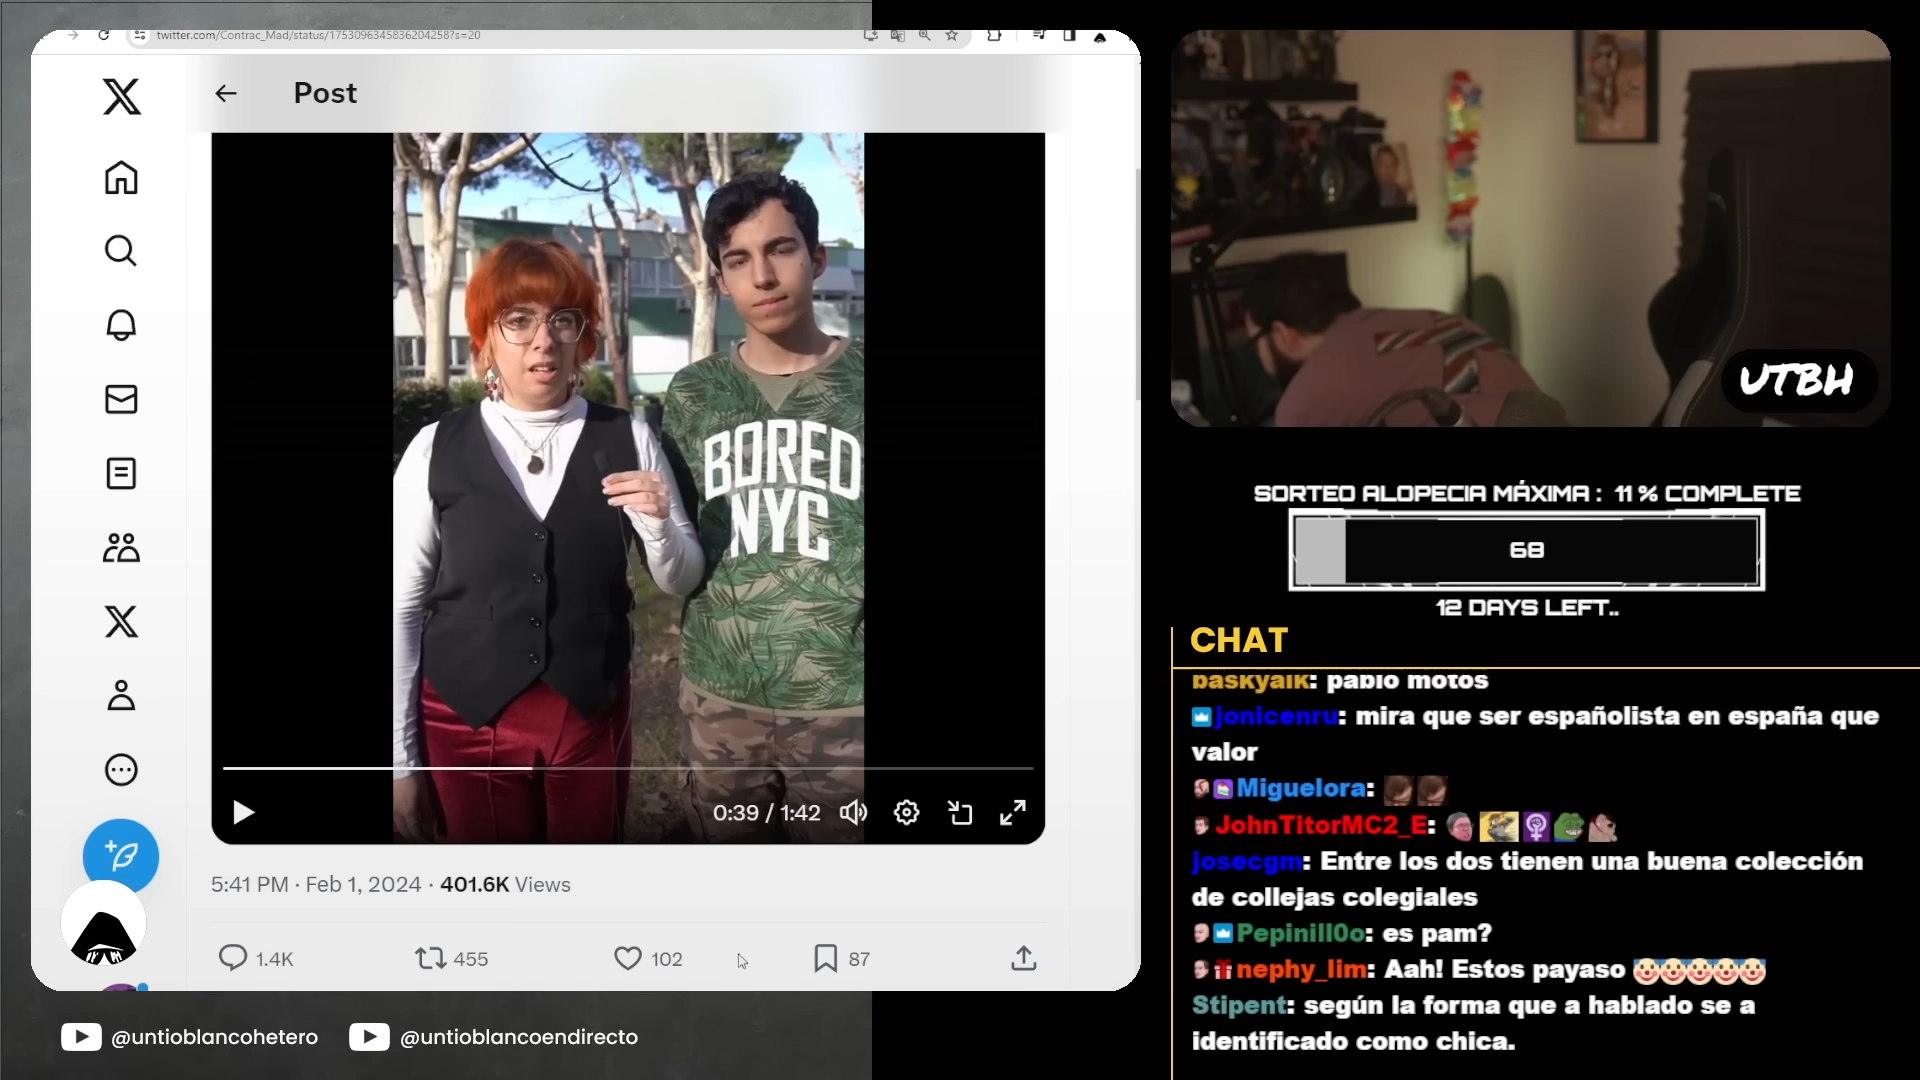 twitter.com/Contrac_Mad/status/1753096345836204258?s=20
Post
BORED
NYC
0:39 / 1:42
5:41 PM · Feb 1, 2024 · 401.6K Views
1.4K
455
102
87
@untioblancohetero
@untioblancoendirecto
UTBH
SORTEO ALOPECIA MÁXIMA : 11 % COMPLETE
68
12 DAYS LEFT..
CHAT
baskyalk: pablo motos
jonicenru: mira que ser españolista en españa que
valor
Miguelora:
JohnTitorMC2_E:
josecgm: Entre los dos tienen una buena colección
de collejas colegiales
Pepinill0o: es pam?
nephy_lim: Aah! Estos payaso 🤡🤡🤡🤡🤡
Stipent: según la forma que a hablado se a
identificado como chica.